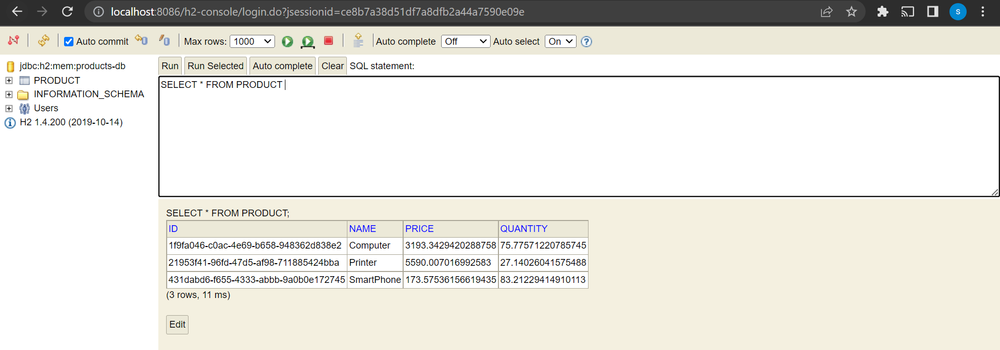 localhost:8086/h2-console/login.do?jsessionid=ce8b7a38d51df7a8dfb2a44a7590e09e
s
Auto commit Max rows: 1000 Auto complete Off Auto select On ?
jdbc:h2:mem:products-db
PRODUCT
INFORMATION_SCHEMA
Users
H2 1.4.200 (2019-10-14)
Run Run Selected Auto complete Clear SQL statement:
SELECT * FROM PRODUCT
SELECT * FROM PRODUCT;
ID NAME PRICE QUANTITY
1f9fa046-c0ac-4e69-b658-948362d838e2 Computer 3193.3429420288758 75.77571220785745
21953f41-96fd-47d5-af98-711885424bba Printer 5590.007016992583 27.14026041575488
431dabd6-f655-4333-abbb-9a0b0e172745 SmartPhone 173.57536156619435 83.21229414910113
(3 rows, 11 ms)
Edit